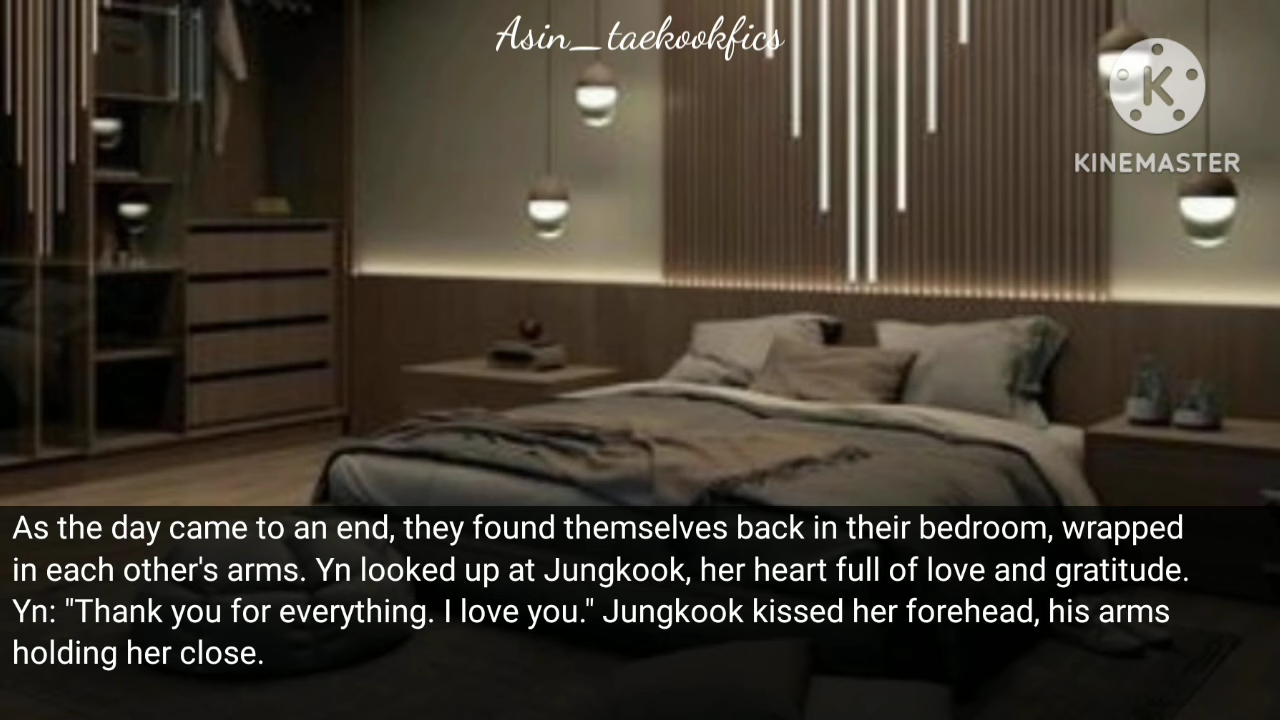 Asin_taekookfics
K
KINEMASTER
As the day came to an end, they found themselves back in their bedroom, wrapped
in each other's arms. Yn looked up at Jungkook, her heart full of love and gratitude.
Yn: "Thank you for everything. I love you." Jungkook kissed her forehead, his arms
holding her close.